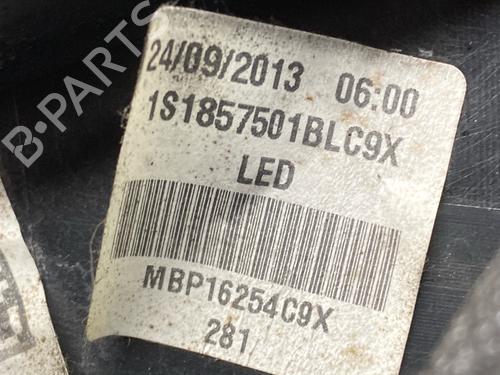 24/09/2013 06:00
1S1857501BLC9X
LED
MBP16254C9X
281
B-PARTS